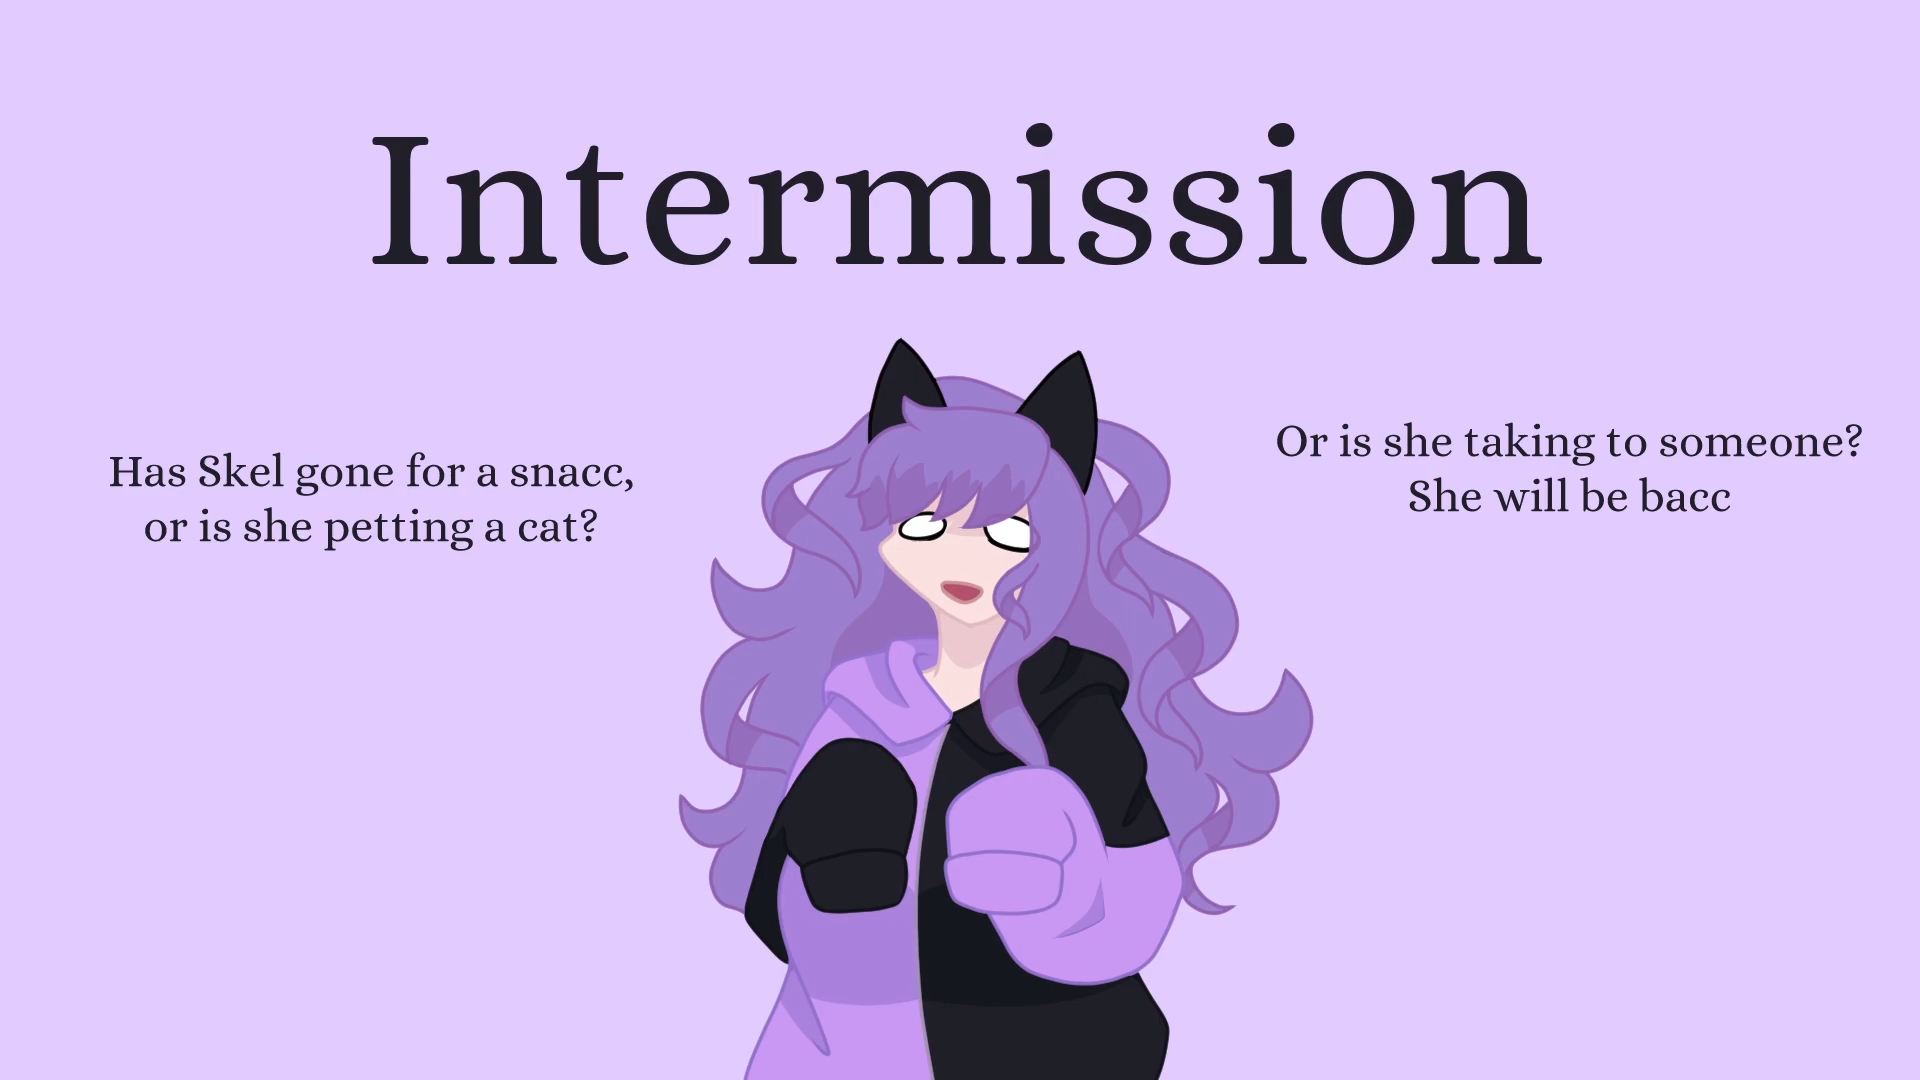 Intermission
Has Skel gone for a snacc,
or is she petting a cat?
Or is she taking to someone?
She will be bacc